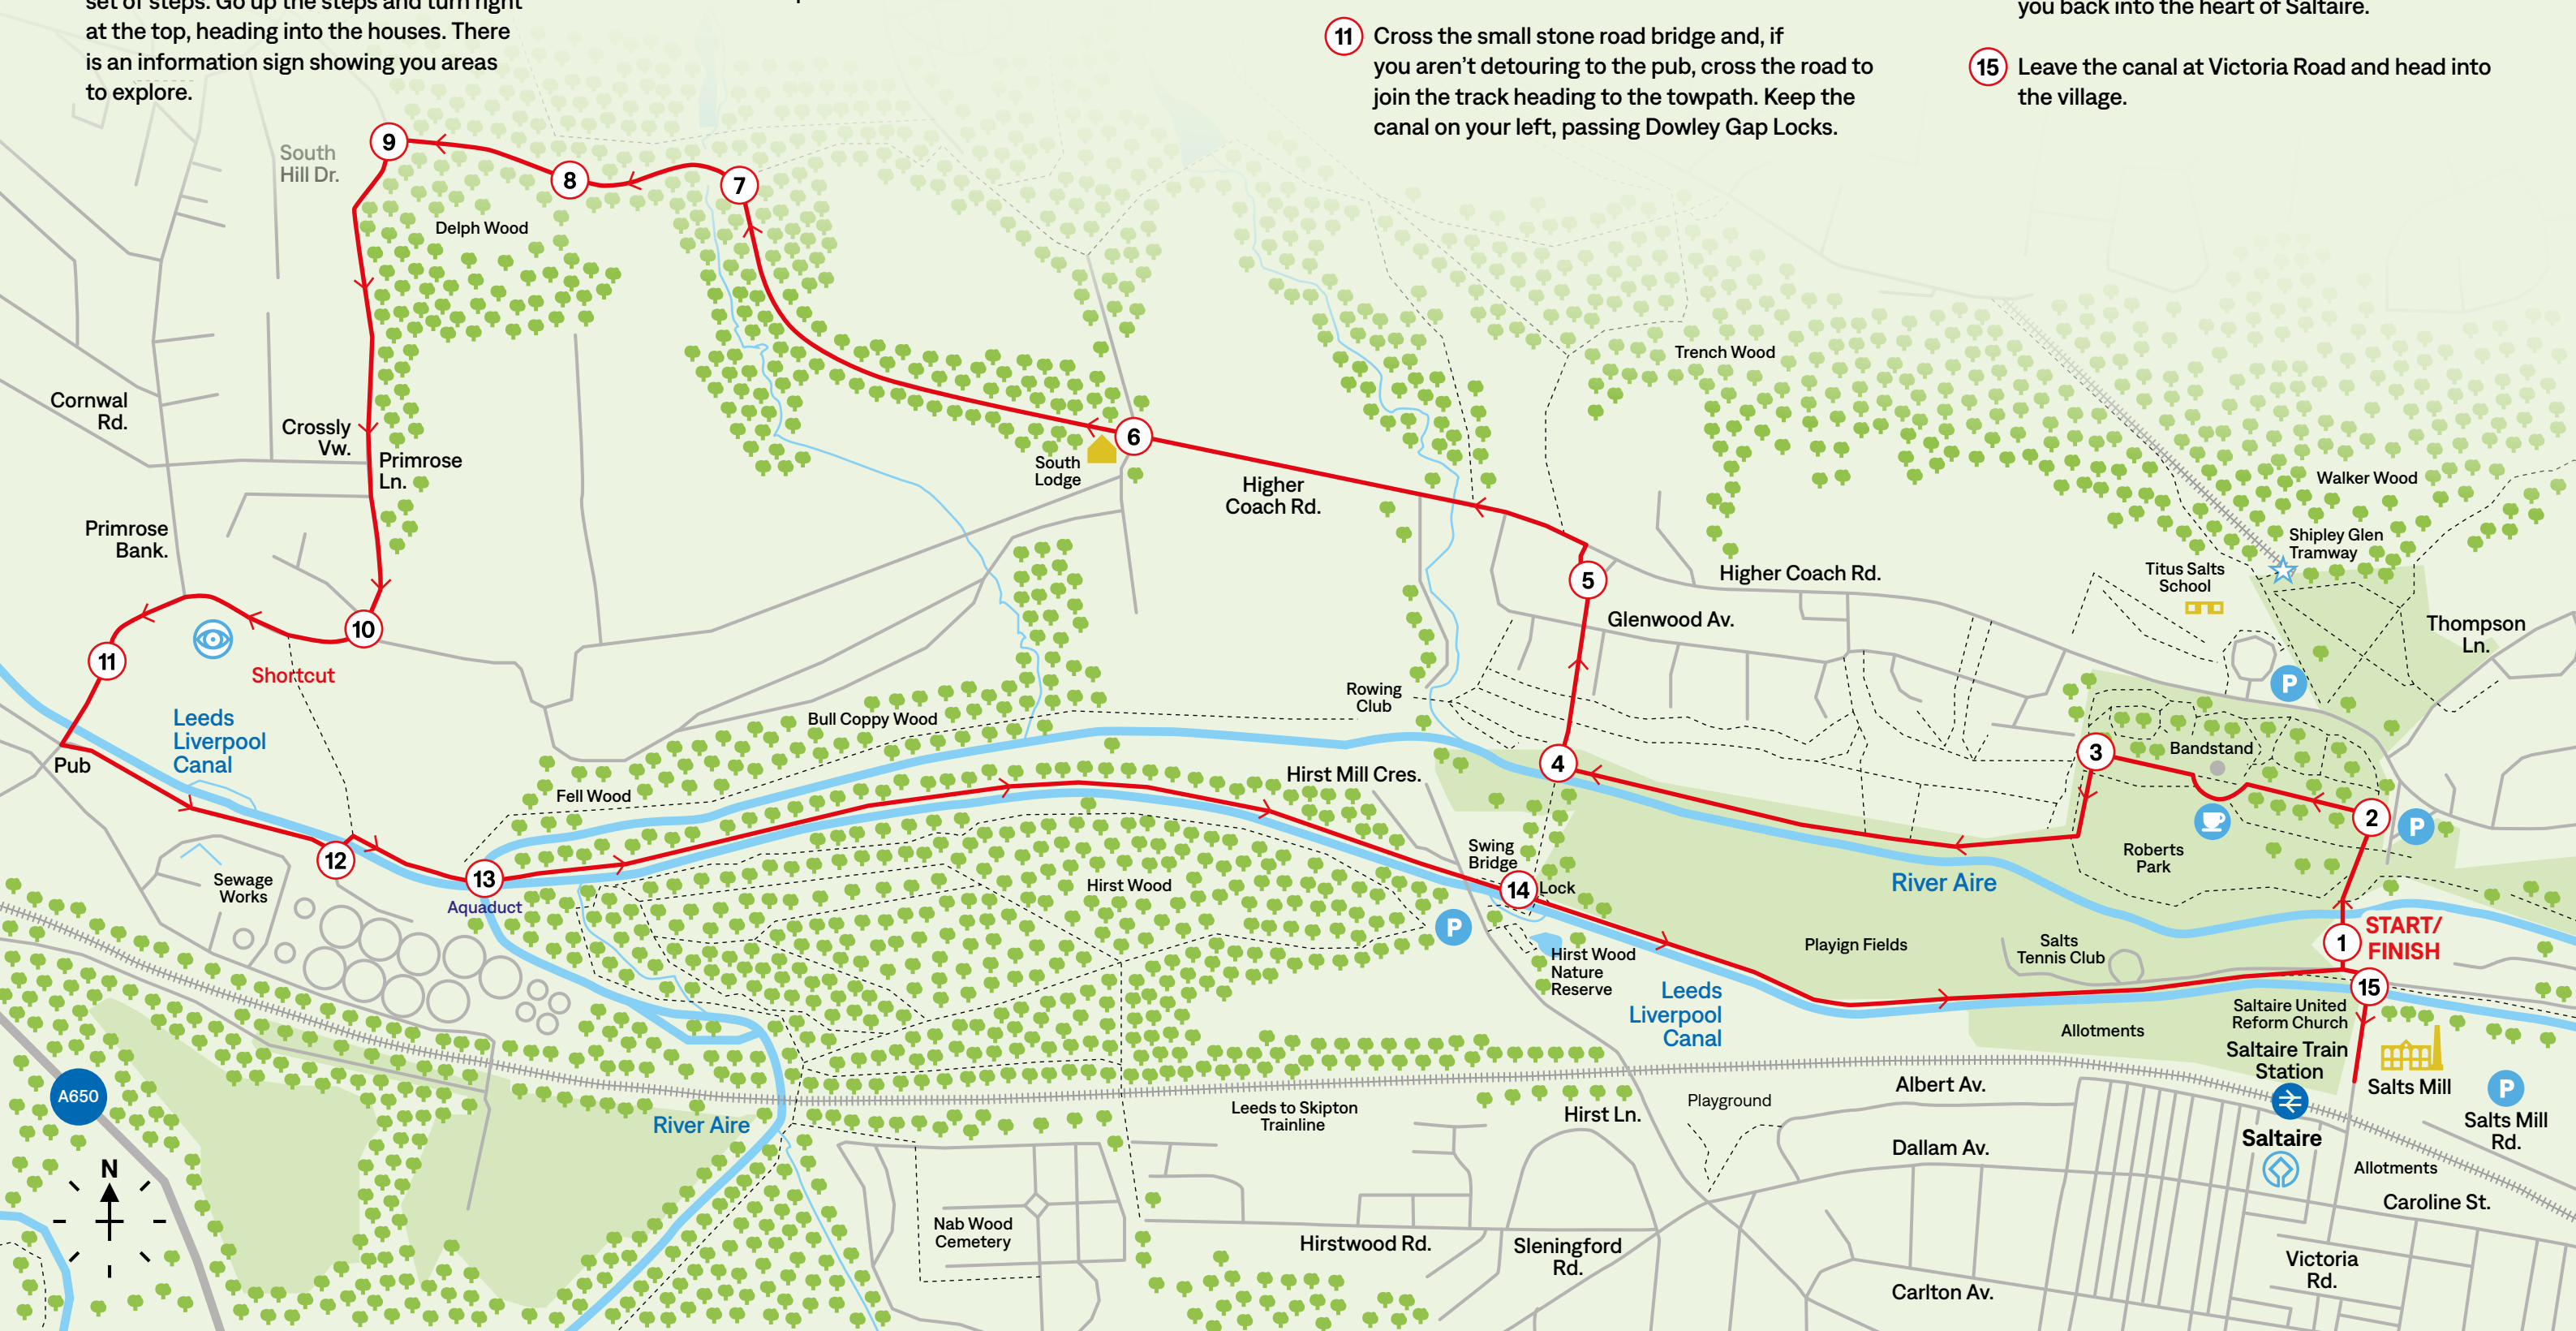 set of steps. Go up the steps and turn right
at the top, heading into the houses. There
is an information sign showing you areas
to explore.
11 Cross the small stone road bridge and, if
you aren't detouring to the pub, cross the road to
join the track heading to the towpath. Keep the
canal on your left, passing Dowley Gap Locks.
you back into the heart of Saltaire.
15 Leave the canal at Victoria Road and head into
the village.
9
South
Hill Dr.
8
7
Delph Wood
Trench Wood
Cornwal
Rd.
Crossly
Vw.
Primrose
Ln.
6
South
Lodge
Higher
Coach Rd.
Walker Wood
Primrose
Bank.
Shipley Glen
Tramway
Titus Salts
School
5
Higher Coach Rd.
Glenwood Av.
Thompson
Ln.
10
11
Shortcut
P
Rowing
Club
Leeds
Liverpool
Canal
Bull Coppy Wood
Pub
3
Bandstand
4
Hirst Mill Cres.
Fell Wood
2
P
12
Swing
Bridge
Roberts
Park
13
Sewage
Works
Aquaduct
Hirst Wood
14
Lock
River Aire
P
START/
FINISH
1
Playign Fields
Salts
Tennis Club
Hirst Wood
Nature
Reserve
15
Leeds
Liverpool
Canal
Saltaire United
Reform Church
Allotments
Saltaire Train
Station
A650
Albert Av.
Salts Mill
P
Leeds to Skipton
Trainline
Hirst Ln.
Playground
River Aire
Salts Mill
Rd.
Saltaire
Dallam Av.
N
Allotments
Caroline St.
Nab Wood
Cemetery
Hirstwood Rd.
Sleningford
Rd.
Victoria
Rd.
Carlton Av.